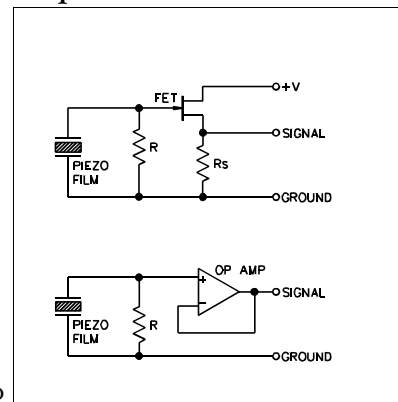 FET
+V
SIGNAL
R
RS
PIEZO
FILM
GROUND
OP AMP
+
−
SIGNAL
R
PIEZO
FILM
GROUND